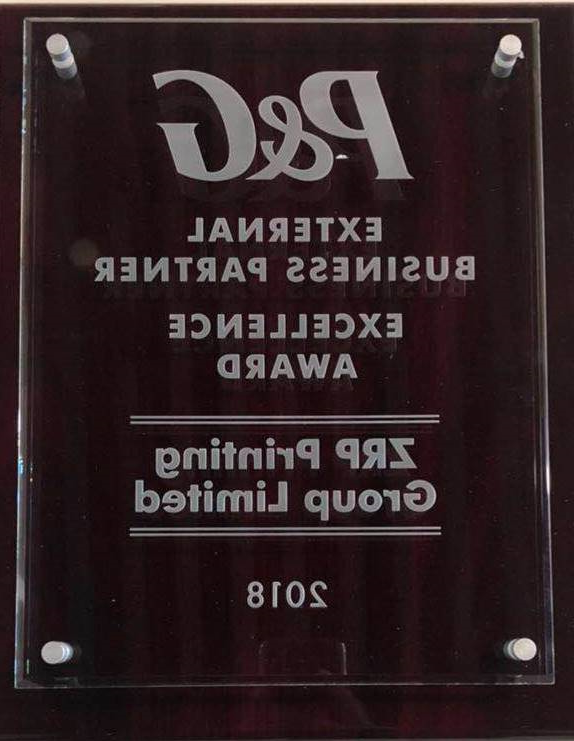 P&G
EXTERNAL
BUSINESS PARTNER
EXCELLENCE
AWARD
ZRP Printing
Group Limited
2018